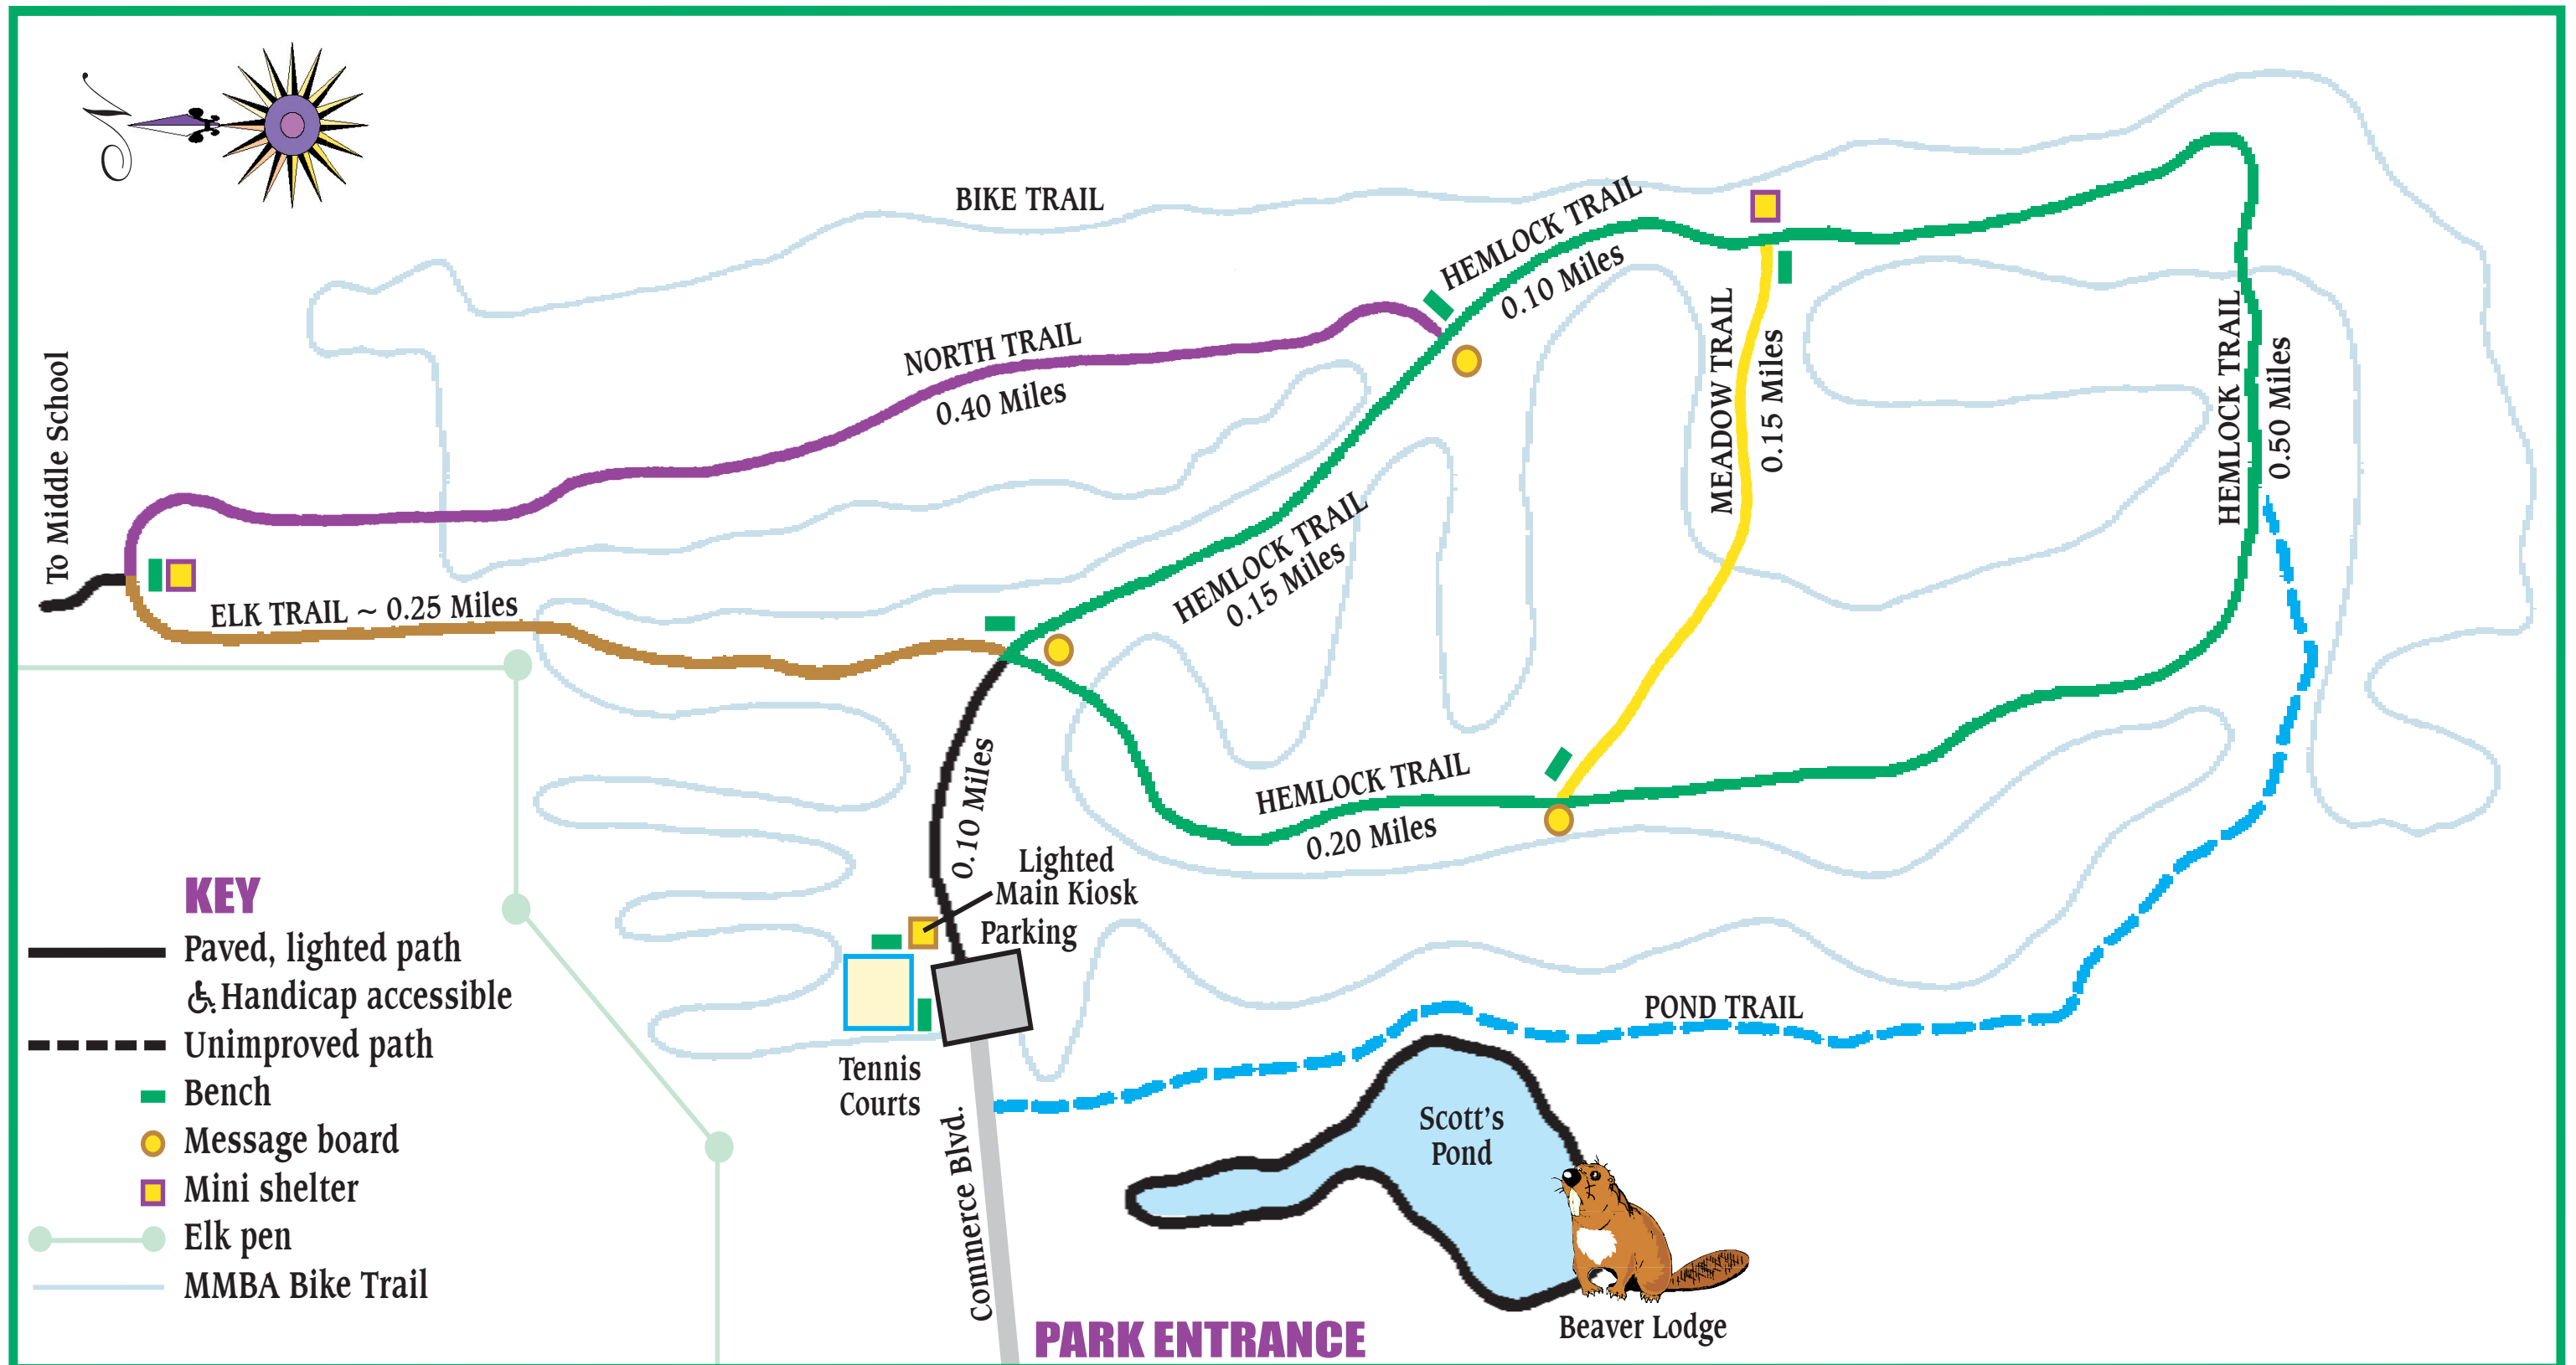 N
BIKE TRAIL
HEMLOCK TRAIL
0.10 Miles
NORTH TRAIL
0.40 Miles
To Middle School
MEADOW TRAIL
0.15 Miles
HEMLOCK TRAIL
0.50 Miles
HEMLOCK TRAIL
0.15 Miles
ELK TRAIL ~ 0.25 Miles
HEMLOCK TRAIL
0.20 Miles
0.10 Miles
Lighted
Main Kiosk
Parking
POND TRAIL
Tennis
Courts
Commerce Blvd.
Scott's
Pond
Beaver Lodge
PARK ENTRANCE
KEY
Paved, lighted path
Handicap accessible
Unimproved path
Bench
Message board
Mini shelter
Elk pen
MMBA Bike Trail